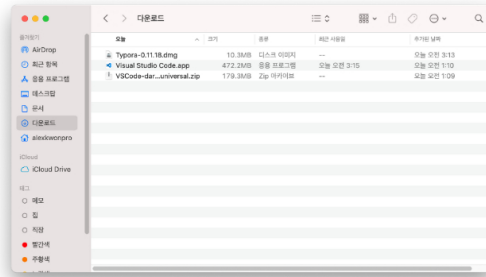 다운로드
즐겨찾기
AirDrop
최근 항목
응용 프로그램
데스크탑
문서
다운로드
alexkwonpro
iCloud
iCloud Drive
태그
메모
집
직장
빨간색
주황색
오늘 크기 종류 최근 사용일 추가된 날짜
Typora-0.11.18.dmg 10.3MB 디스크 이미지 -- 오늘 오전 3:13
Visual Studio Code.app 472.2MB 응용 프로그램 오늘 오전 3:15 오늘 오전 1:10
VSCode-dar...universal.zip 179.3MB Zip 아카이브 -- 오늘 오전 1:09